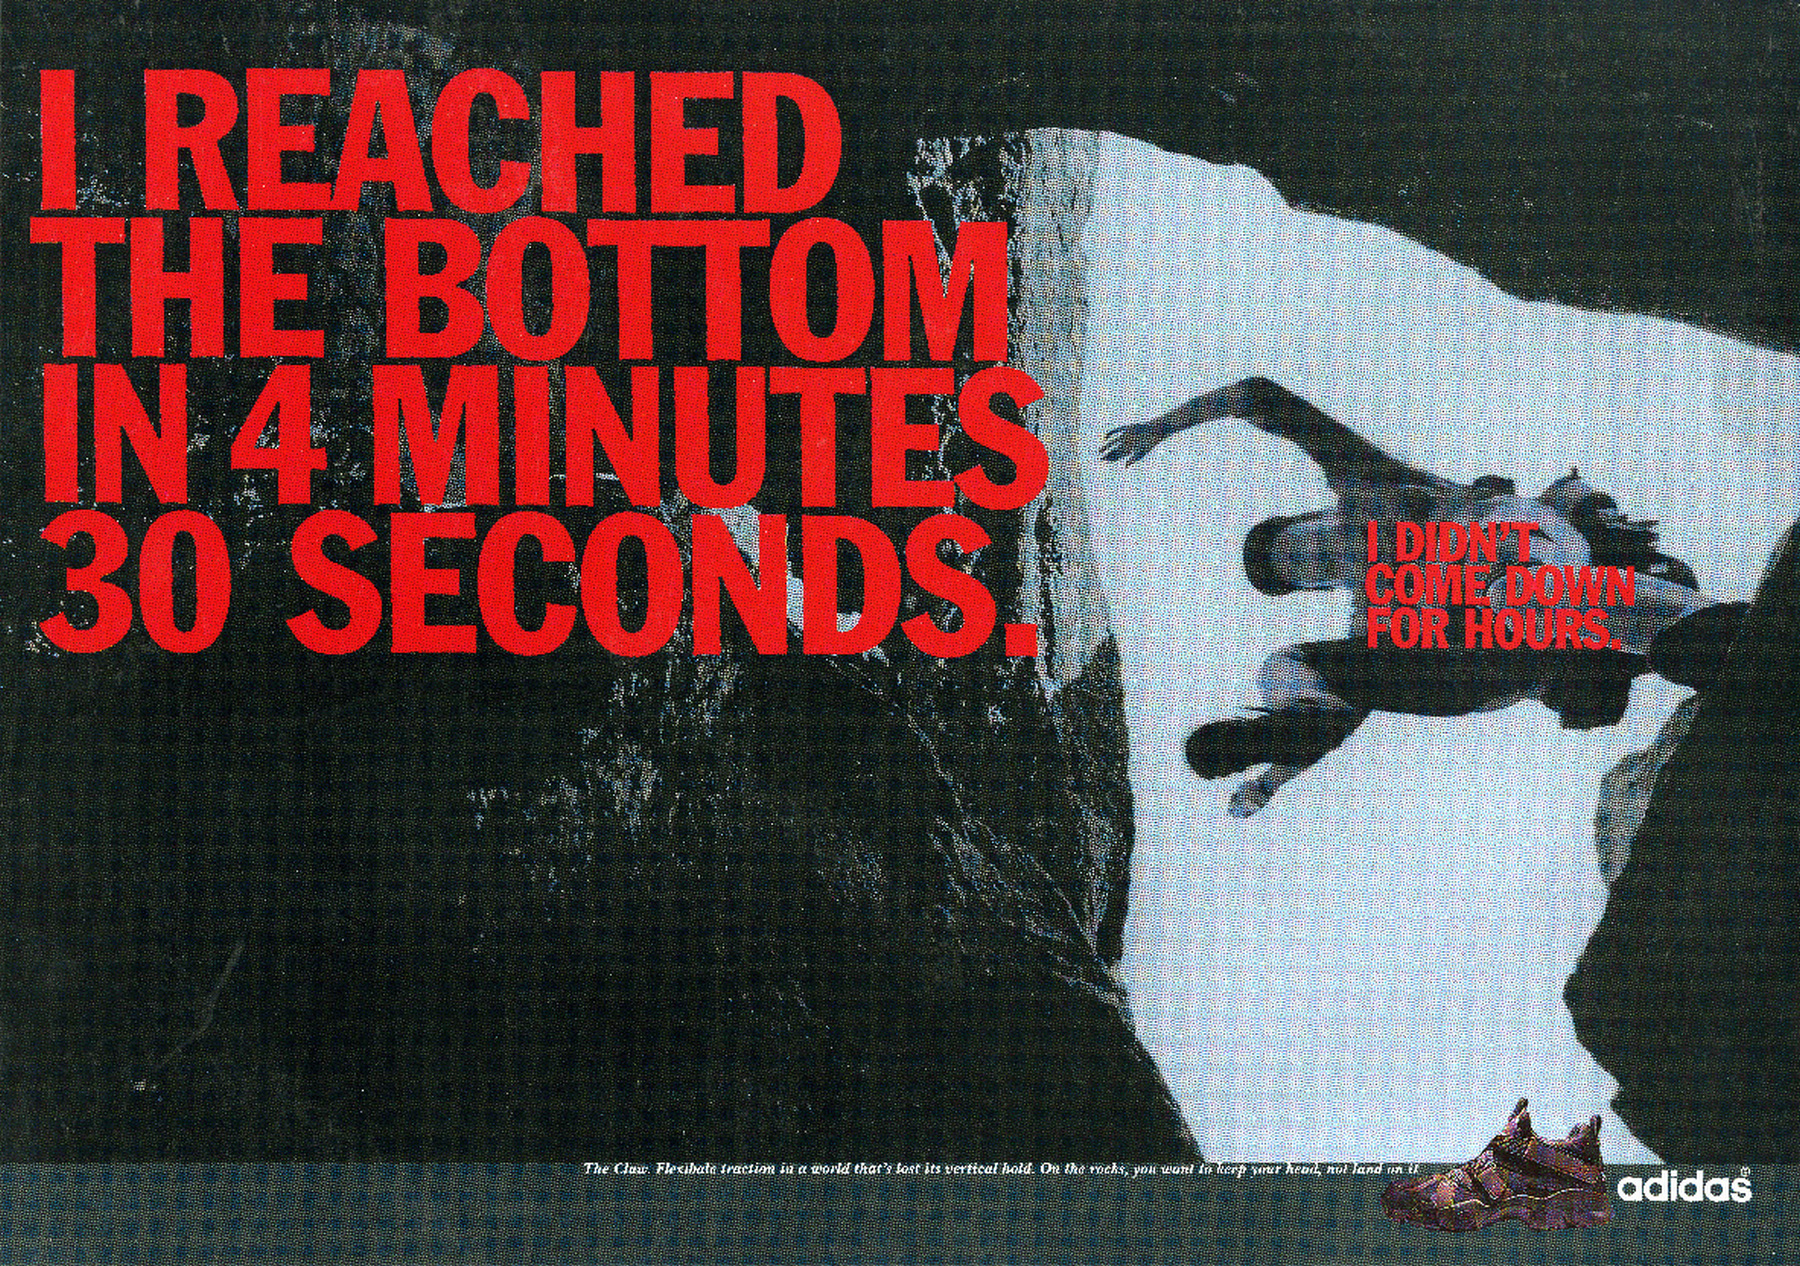 I REACHED
THE BOTTOM
IN 4 MINUTES
30 SECONDS.
I DIDN'T
COME DOWN
FOR HOURS.
The Claw. Flexibale traction in a world that's lost its vertical hold. On the rocks, you want to keep your head, not land on it
adidas®